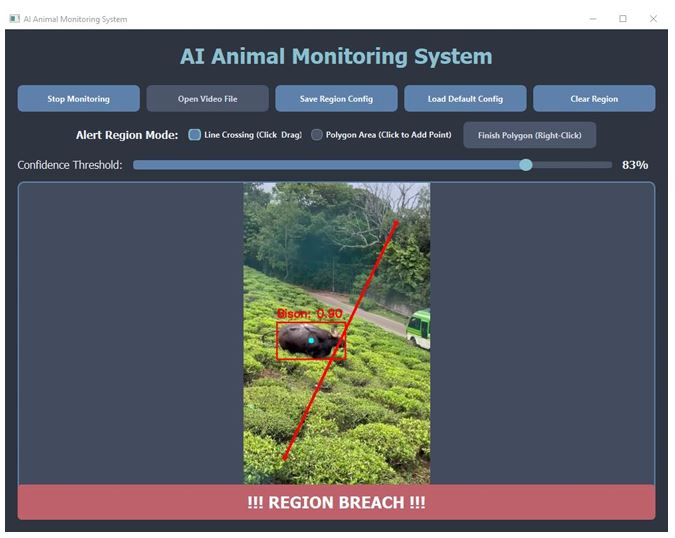 AI Animal Monitoring System
AI Animal Monitoring System
Stop Monitoring
Open Video File
Save Region Config
Load Default Config
Clear Region
Alert Region Mode:
Line Crossing (Click Drag)
Polygon Area (Click to Add Point)
Finish Polygon (Right-Click)
Confidence Threshold:
83%
Bison: 0.90
!!! REGION BREACH !!!